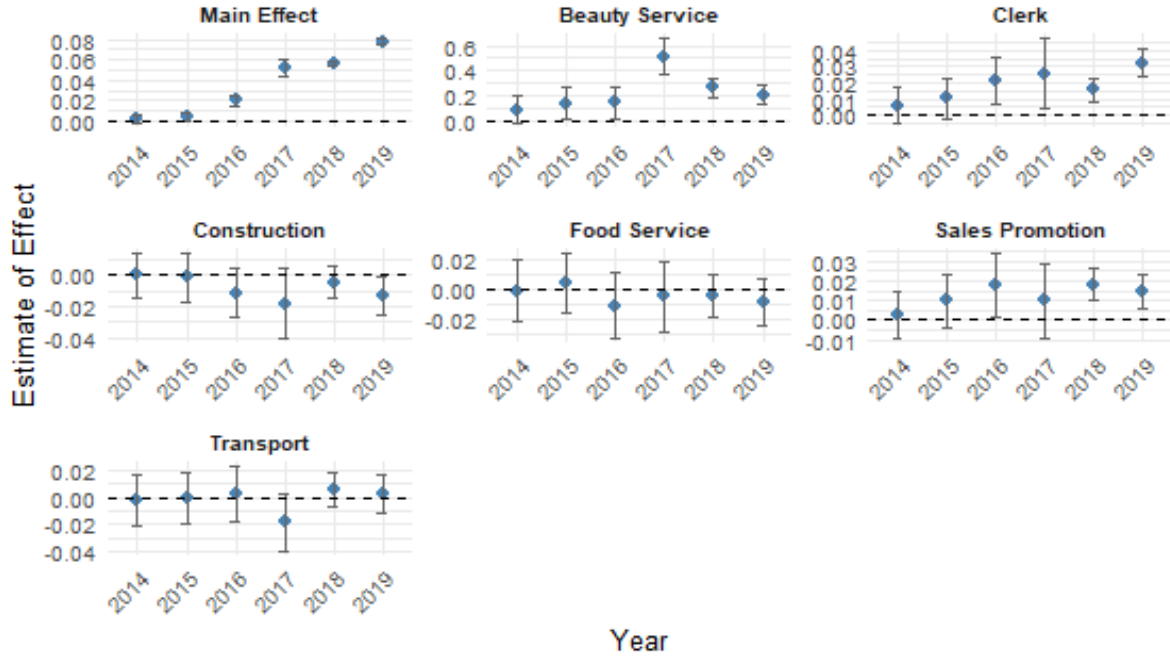 Main Effect
0.08
0.06
0.04
0.02
0.00
2014 2015 2016 2017 2018 2019
Beauty Service
0.6
0.4
0.2
0.0
2014 2015 2016 2017 2018 2019
Clerk
0.04
0.03
0.02
0.01
0.00
2014 2015 2016 2017 2018 2019
Estimate of Effect
Construction
0.00
-0.02
-0.04
2014 2015 2016 2017 2018 2019
Food Service
0.02
0.00
-0.02
2014 2015 2016 2017 2018 2019
Sales Promotion
0.03
0.02
0.01
0.00
-0.01
2014 2015 2016 2017 2018 2019
Transport
0.02
0.00
-0.02
-0.04
2014 2015 2016 2017 2018 2019
Year